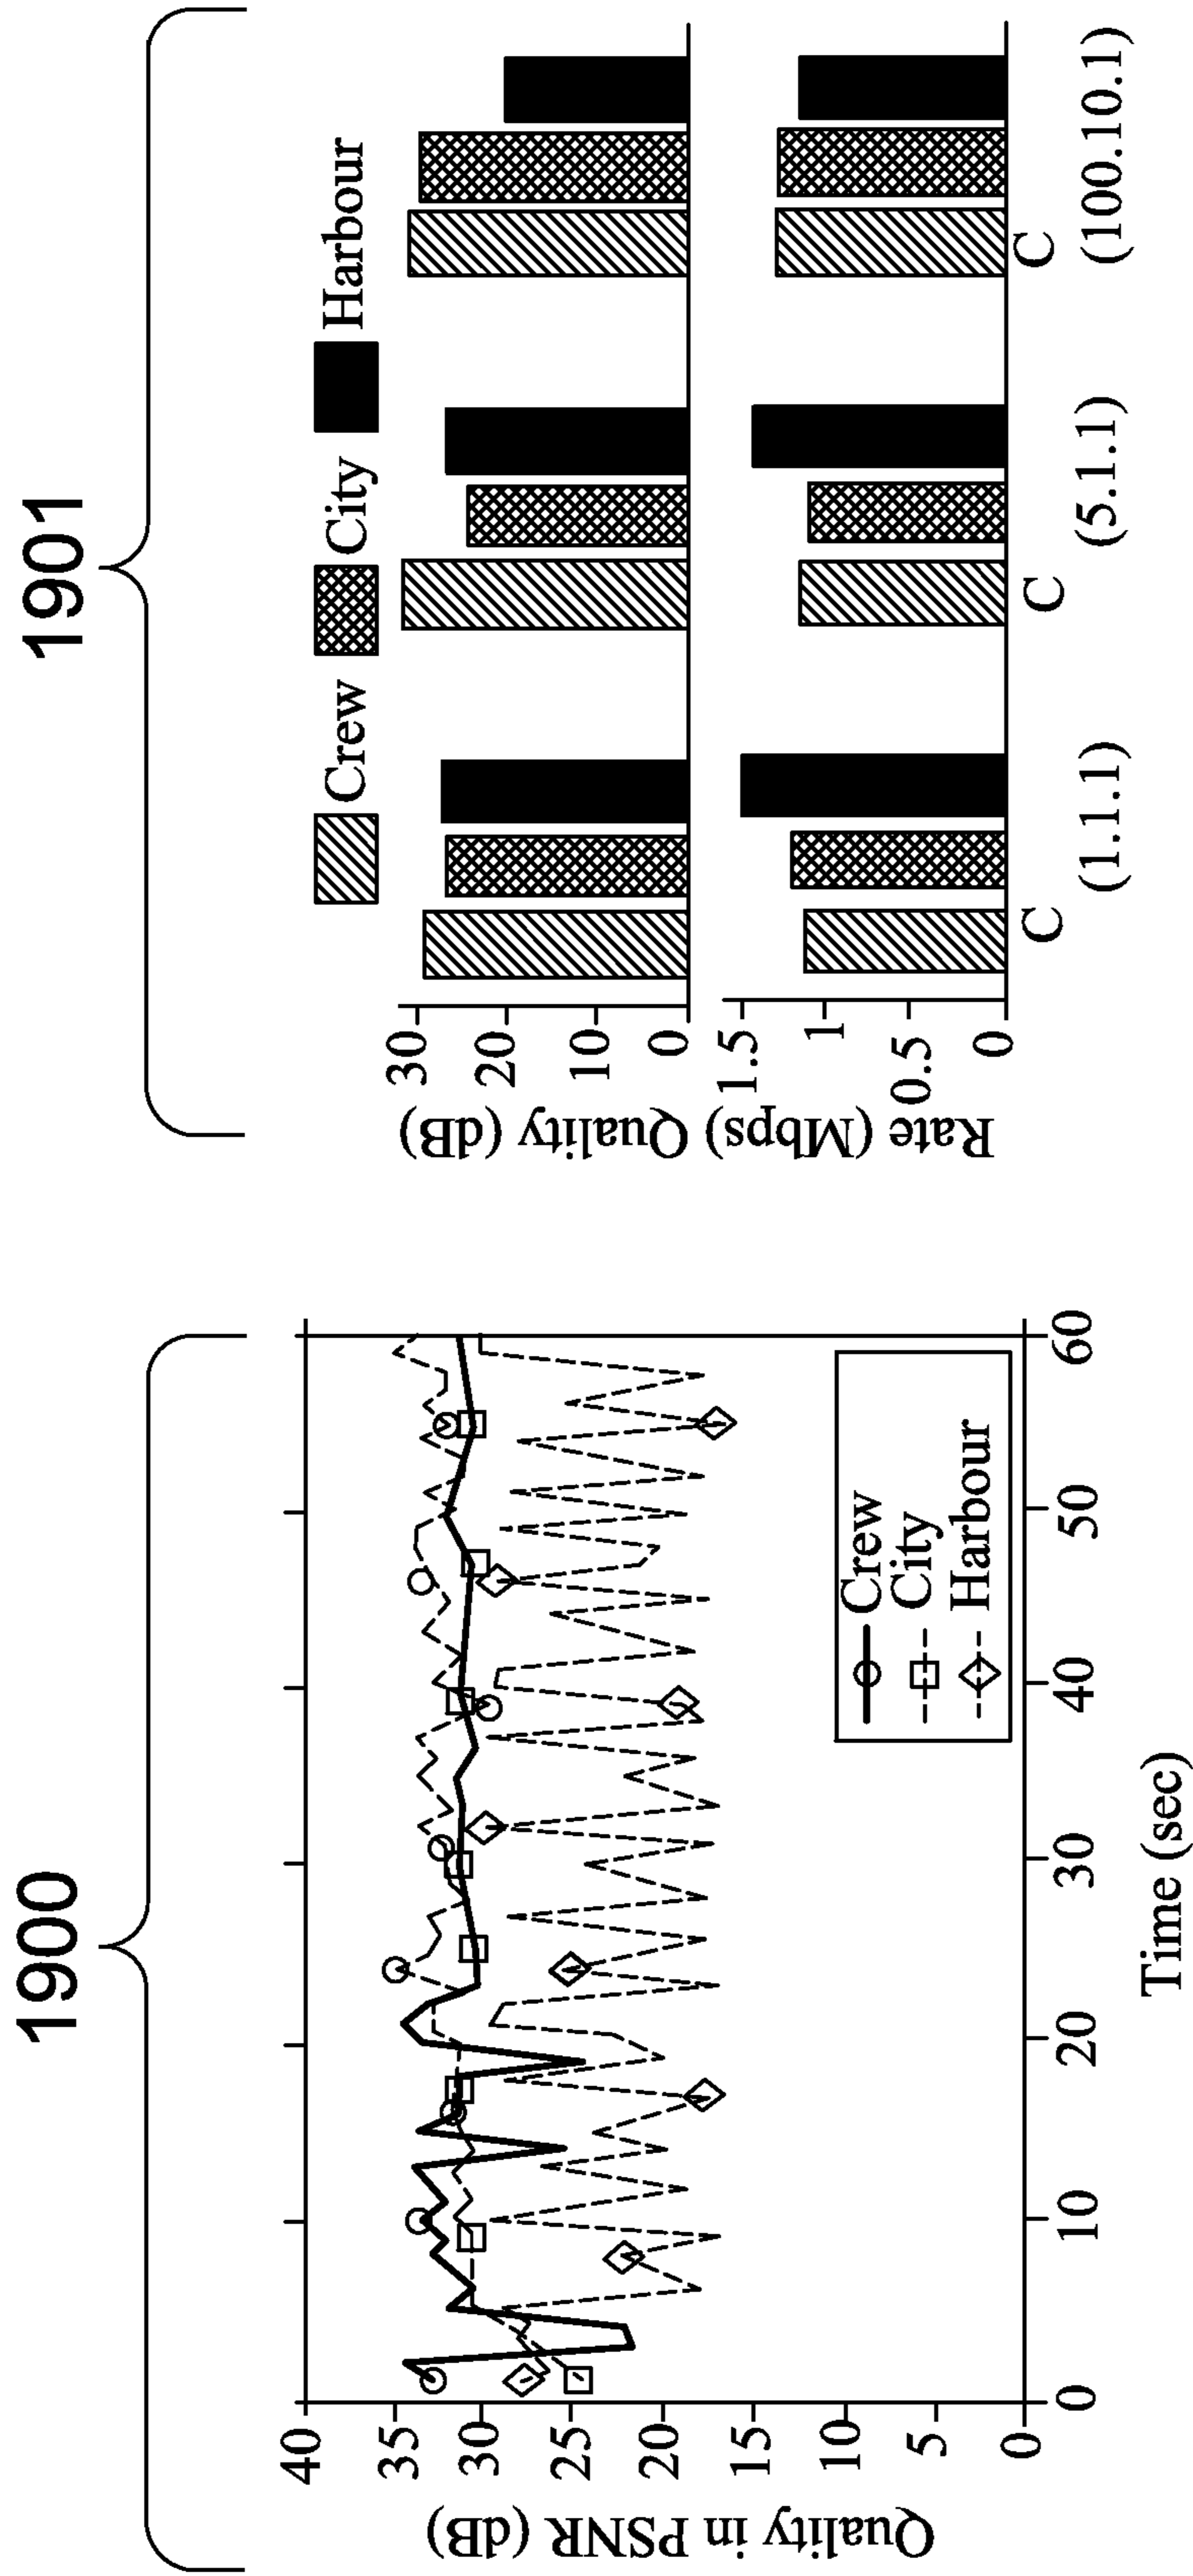 1900
Quality in PSNR (dB)
40
35
30
25
20
15
10
5
0
0
10
20
30
40
50
60
Time (sec)
Crew
City
Harbour
1901
Crew
City
Harbour
Quality (dB)
30
20
10
0
Rate (Mbps)
1.5
1
0.5
0
C
C
C
(1.1.1)
(5.1.1)
(100.10.1)